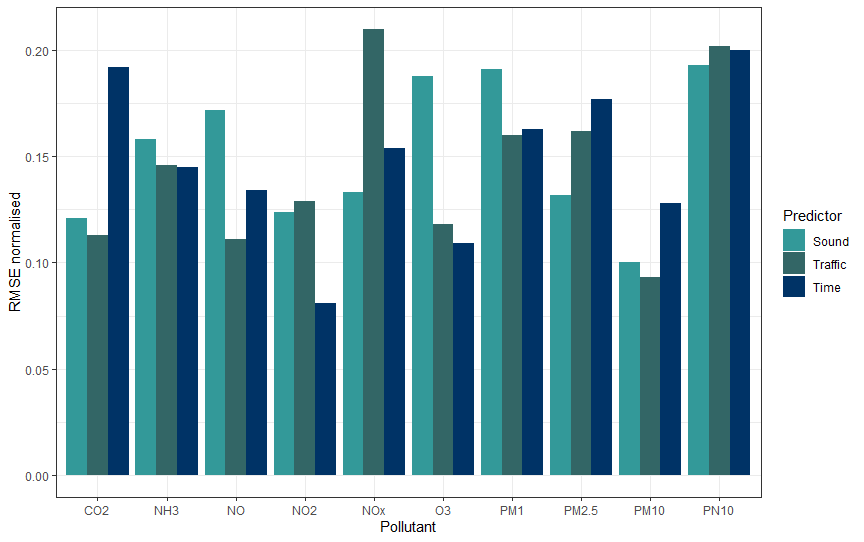 RMSE normalised
0.20
0.15
0.10
0.05
0.00
CO2 NH3 NO NO2 NOx O3 PM1 PM2.5 PM10 PN10
Pollutant
Predictor
Sound
Traffic
Time